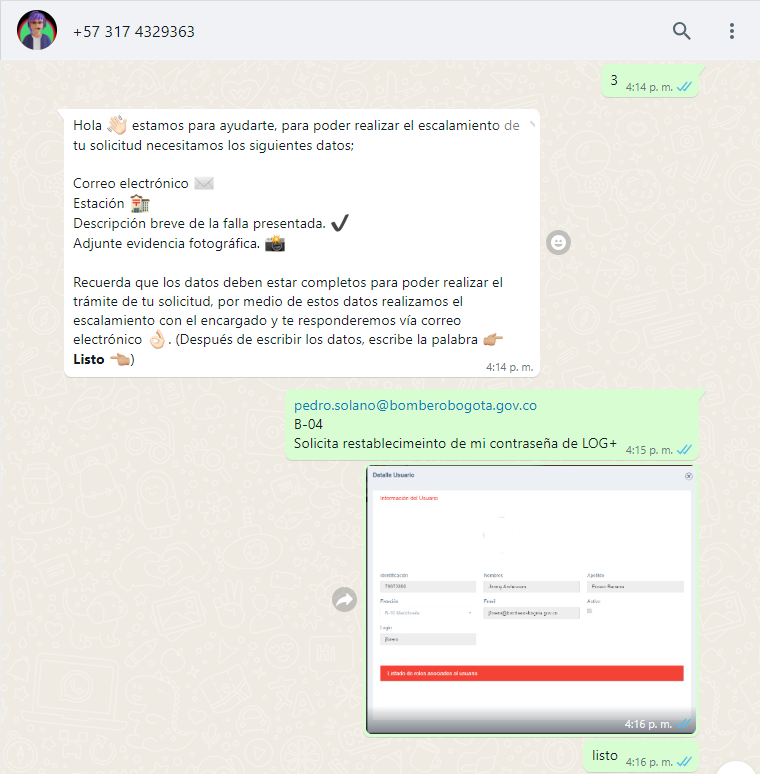 +57 317 4329363
3
4:14 p. m.
Hola 👋🏻 estamos para ayudarte, para poder realizar el escalamiento de
tu solicitud necesitamos los siguientes datos;
Correo electrónico ✉️
Estación 🏣
Descripción breve de la falla presentada. ✔️
Adjunte evidencia fotográfica. 📸
Recuerda que los datos deben estar completos para poder realizar el
trámite de tu solicitud, por medio de estos datos realizamos el
escalamiento con el encargado y te responderemos vía correo
electrónico 👌🏻. (Después de escribir los datos, escribe la palabra 👉🏼
Listo 👈🏼)
4:14 p. m.
pedro.solano@bomberobogota.gov.co
B-04
Solicita restablecimeinto de mi contraseña de LOG+
4:15 p. m.
Detalle Usuario
Información del Usuario
Identificación
Nombres
Apellido
Estación
Email
Activo
Login
Listado de roles asociados al usuario
4:16 p. m.
listo
4:16 p. m.